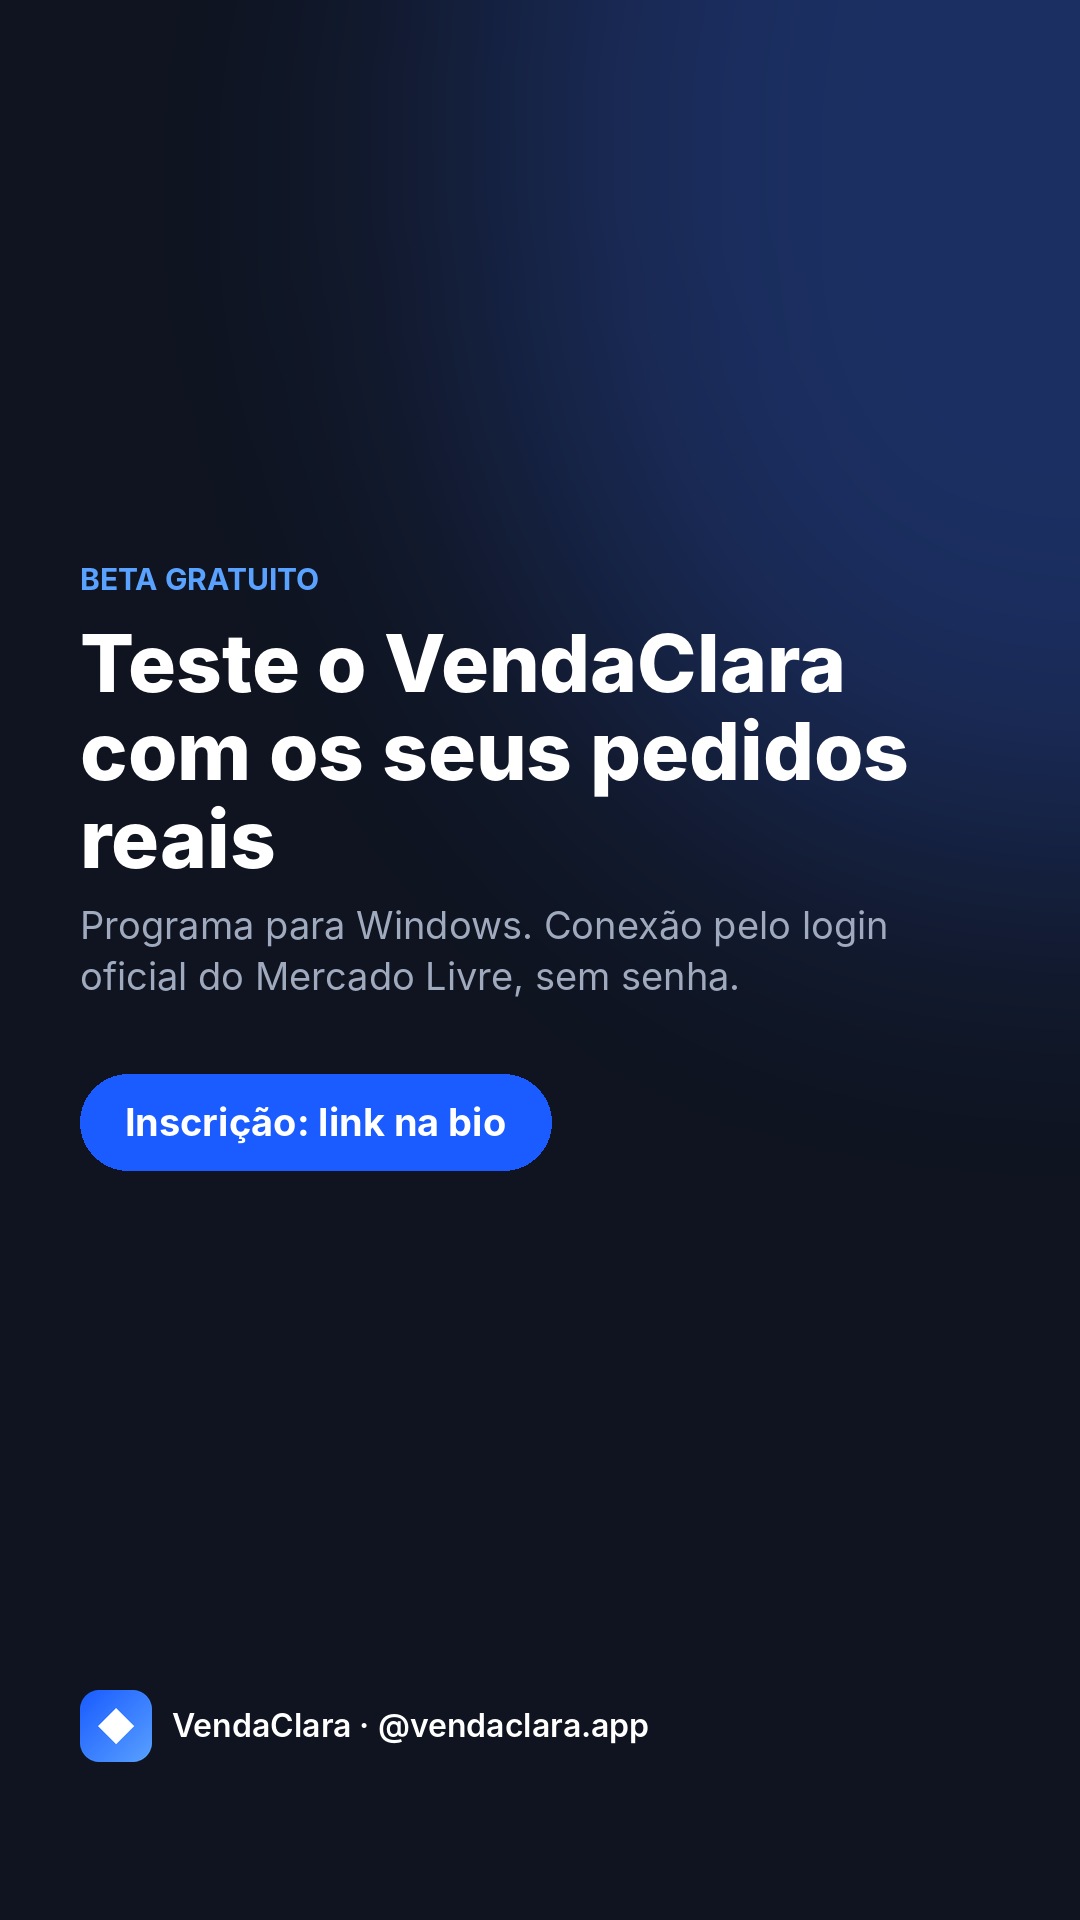 BETA GRATUITO
Teste o VendaClara
com os seus pedidos
reais
Programa para Windows. Conexão pelo login
oficial do Mercado Livre, sem senha.
Inscrição: link na bio
VendaClara · @vendaclara.app